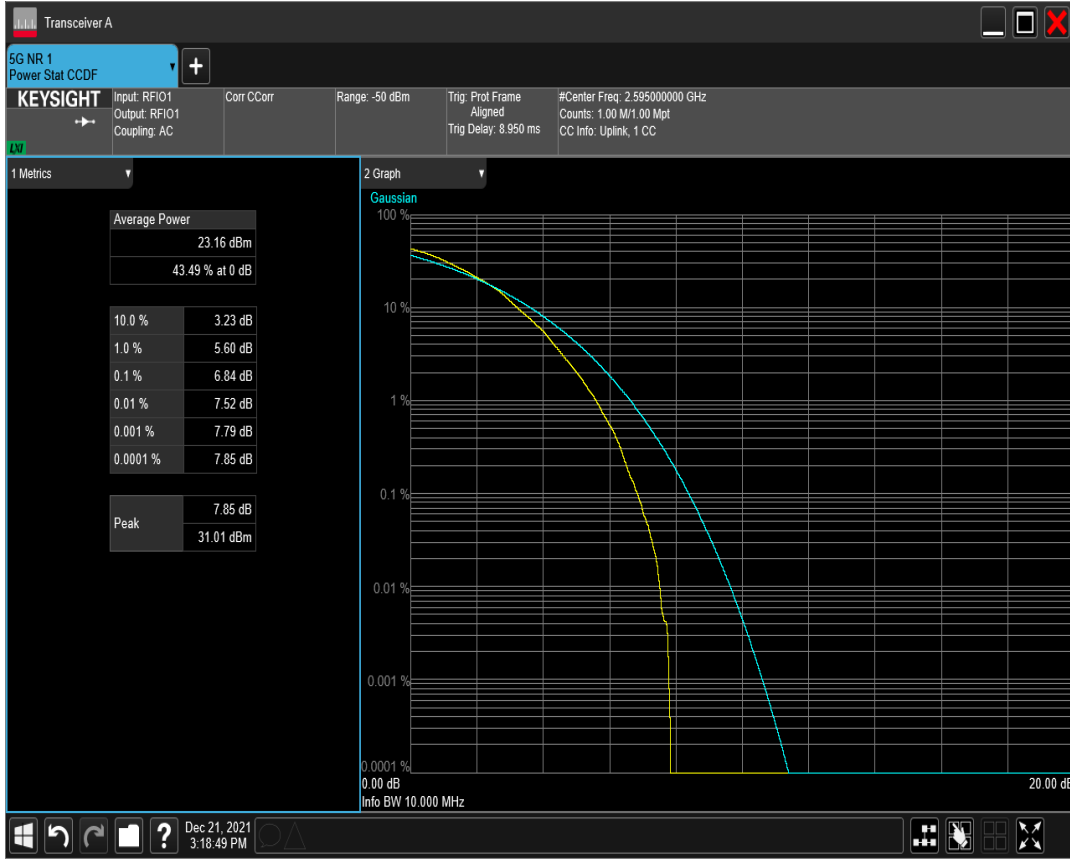 Transceiver A
5G NR 1
Power Stat CCDF
+
KEYSIGHT
LXI
Input: RFIO1
Output: RFIO1
Coupling: AC
Corr CCorr
Range: -50 dBm
Trig: Prot Frame
Aligned
Trig Delay: 8.950 ms
#Center Freq: 2.595000000 GHz
Counts: 1.00 M/1.00 Mpt
CC Info: Uplink, 1 CC
1 Metrics
Average Power
23.16 dBm
43.49 % at 0 dB
10.0 % 3.23 dB
1.0 % 5.60 dB
0.1 % 6.84 dB
0.01 % 7.52 dB
0.001 % 7.79 dB
0.0001 % 7.85 dB
Peak
7.85 dB
31.01 dBm
2 Graph
Gaussian
100 %
10 %
1 %
0.1 %
0.01 %
0.001 %
0.0001 %
0.00 dB 20.00 dB
Info BW 10.000 MHz
?
Dec 21, 2021
3:18:49 PM